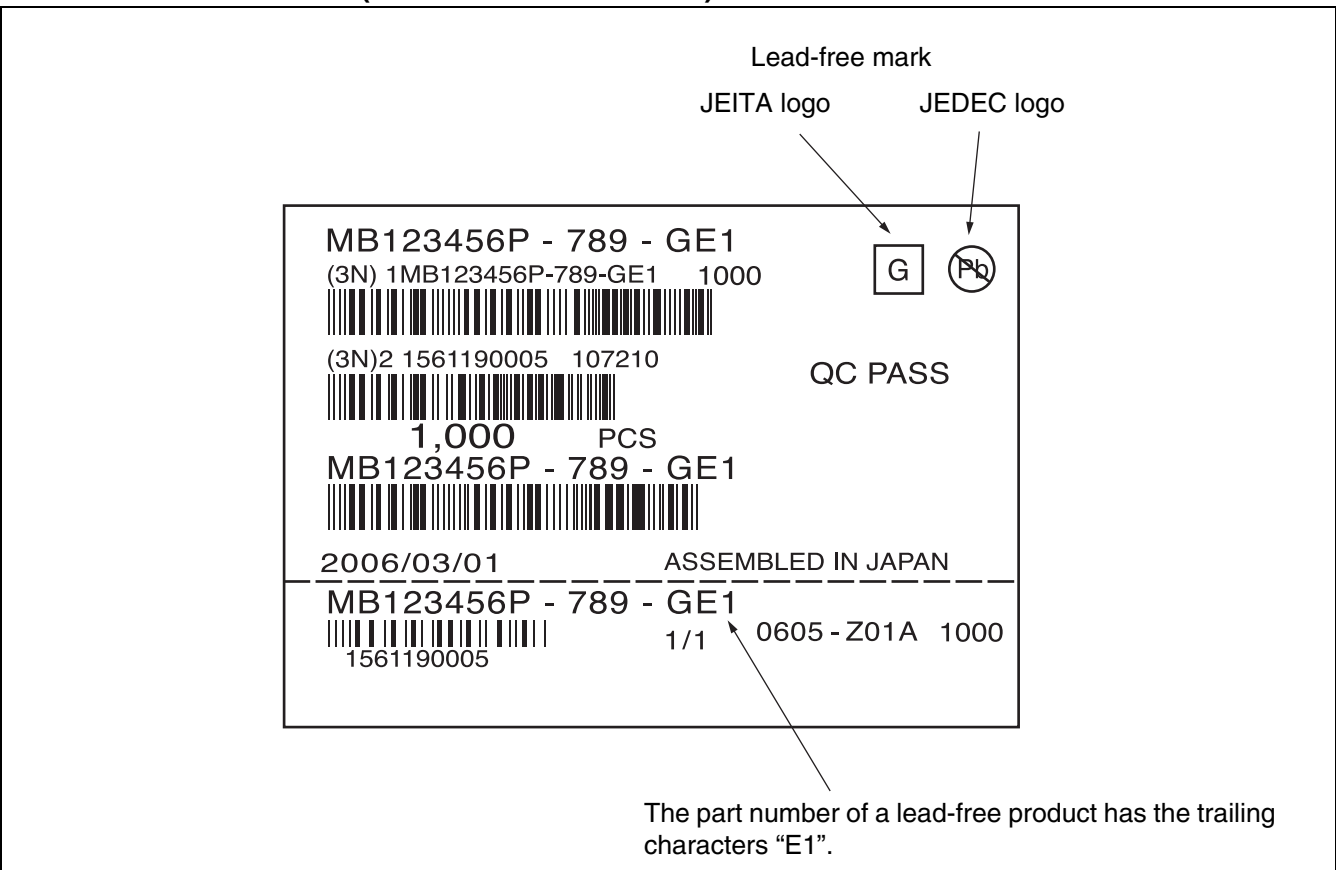 Lead-free mark
JEITA logo JEDEC logo
MB123456P - 789 - GE1
(3N) 1MB123456P-789-GE1 1000
G Pb
(3N)2 1561190005 107210
QC PASS
1,000 PCS
MB123456P - 789 - GE1
2006/03/01 ASSEMBLED IN JAPAN
MB123456P - 789 - GE1
1/1 0605 - Z01A 1000
1561190005
The part number of a lead-free product has the trailing
characters “E1”.